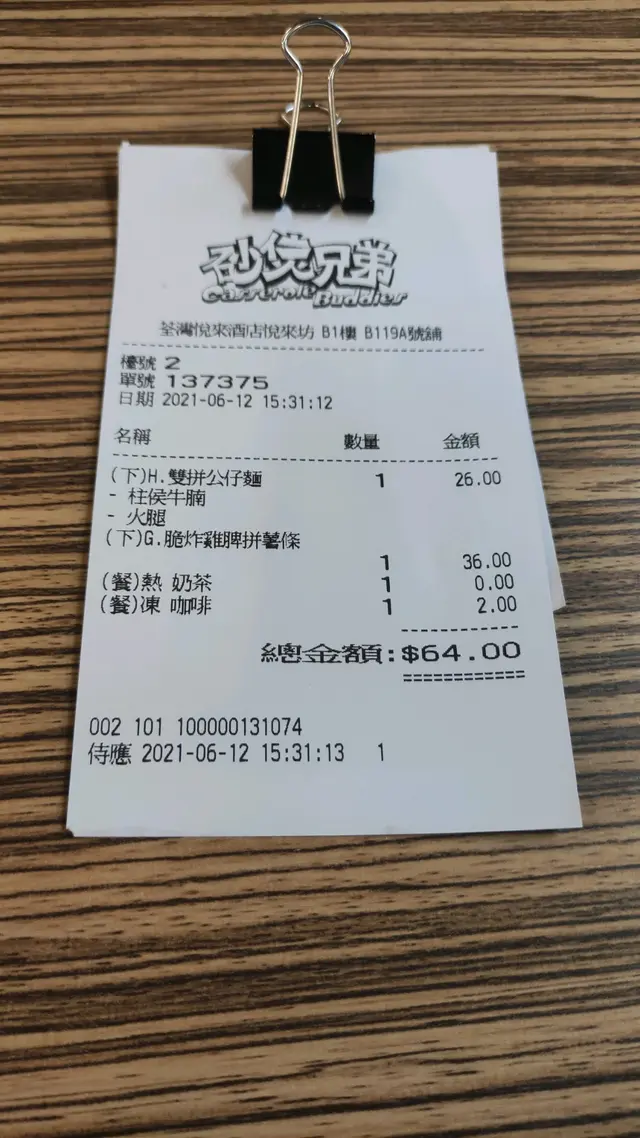 砂煲兄弟
Casserole Buddies
荃灣悅來酒店悅來坊 B1樓 B119A號舖
檯號 2
單號 137375
日期 2021-06-12 15:31:12
名稱 數量 金額
(下)H.雙拼公仔麵 1 26.00
- 柱侯牛腩
- 火腿
(下)G.脆炸雞脾拼薯條
1 36.00
(餐)熱 奶茶 1 0.00
(餐)凍 咖啡 1 2.00
總金額:$64.00
002 101 100000131074
侍應 2021-06-12 15:31:13 1